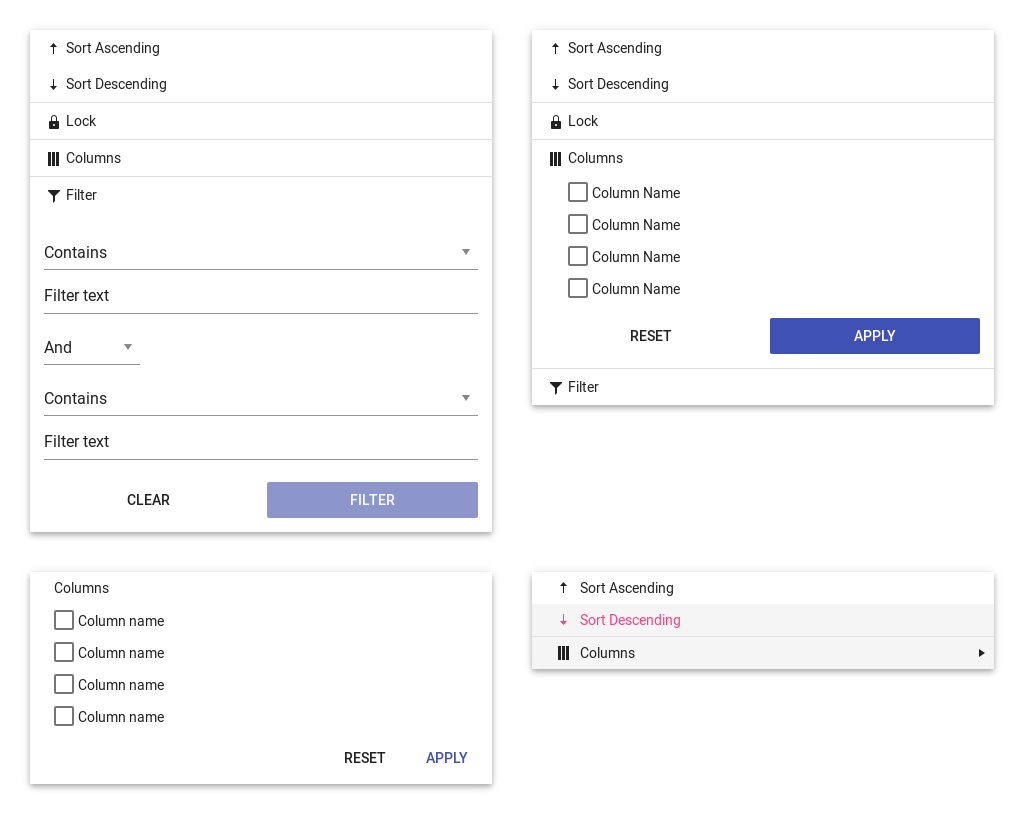 Sort Ascending
Sort Descending
Lock
Columns
Filter
Contains
Filter text
And
Contains
Filter text
CLEAR FILTER
Sort Ascending
Sort Descending
Lock
Columns
Column Name
Column Name
Column Name
Column Name
RESET APPLY
Filter
Columns
Column name
Column name
Column name
Column name
RESET APPLY
Sort Ascending
Sort Descending
Columns